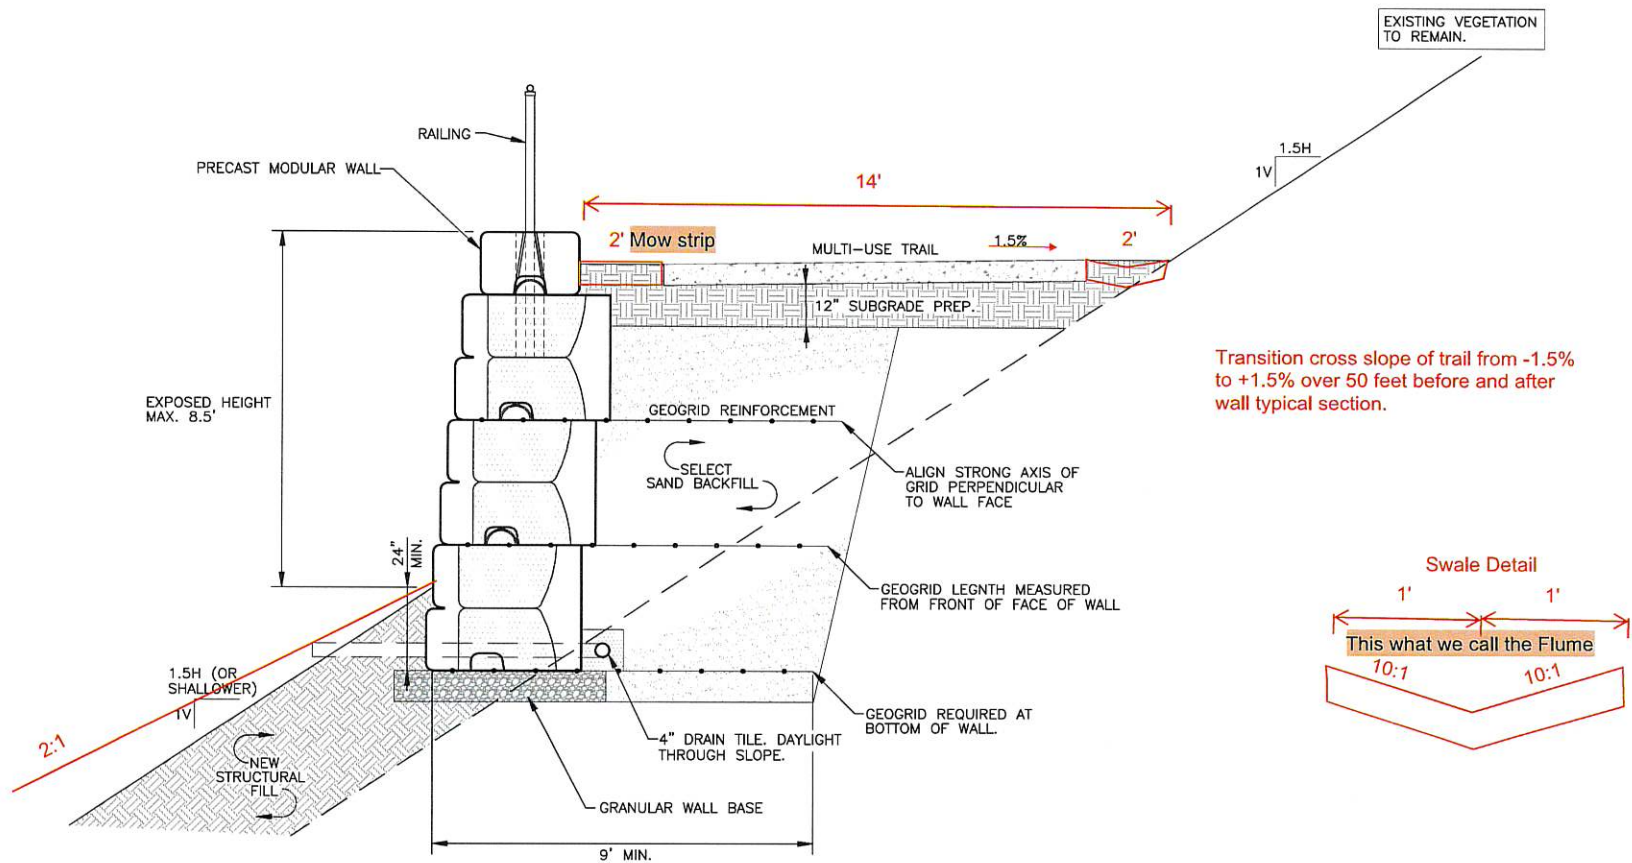 EXISTING VEGETATION
TO REMAIN.
RAILING
PRECAST MODULAR WALL
1.5H
1V
14'
2' Mow strip
MULTI-USE TRAIL
1.5%
2'
12" SUBGRADE PREP.
Transition cross slope of trail from -1.5%
to +1.5% over 50 feet before and after
wall typical section.
EXPOSED HEIGHT
MAX. 8.5'
GEOGRID REINFORCEMENT
SELECT
SAND BACKFILL
ALIGN STRONG AXIS OF
GRID PERPENDICULAR
TO WALL FACE
24"
MIN.
GEOGRID LEGNTH MEASURED
FROM FRONT OF FACE OF WALL
Swale Detail
1'
1'
This what we call the Flume
10:1
10:1
1.5H (OR
SHALLOWER)
1V
2:1
GEOGRID REQUIRED AT
BOTTOM OF WALL.
4" DRAIN TILE. DAYLIGHT
THROUGH SLOPE.
NEW
STRUCTURAL
FILL
GRANULAR WALL BASE
9' MIN.